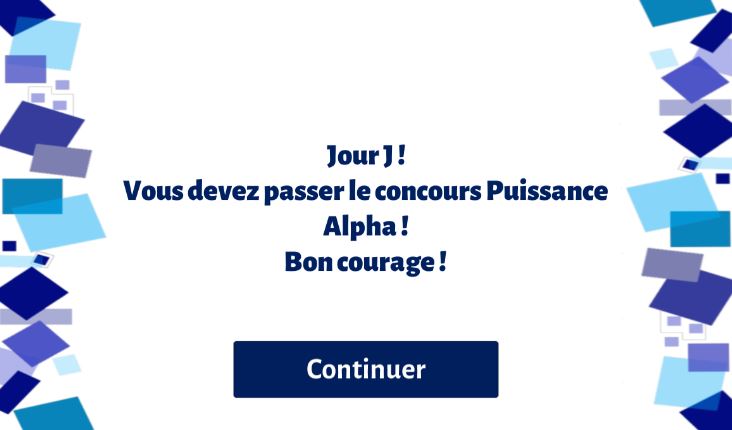 Jour J !
Vous devez passer le concours Puissance
Alpha !
Bon courage !
Continuer